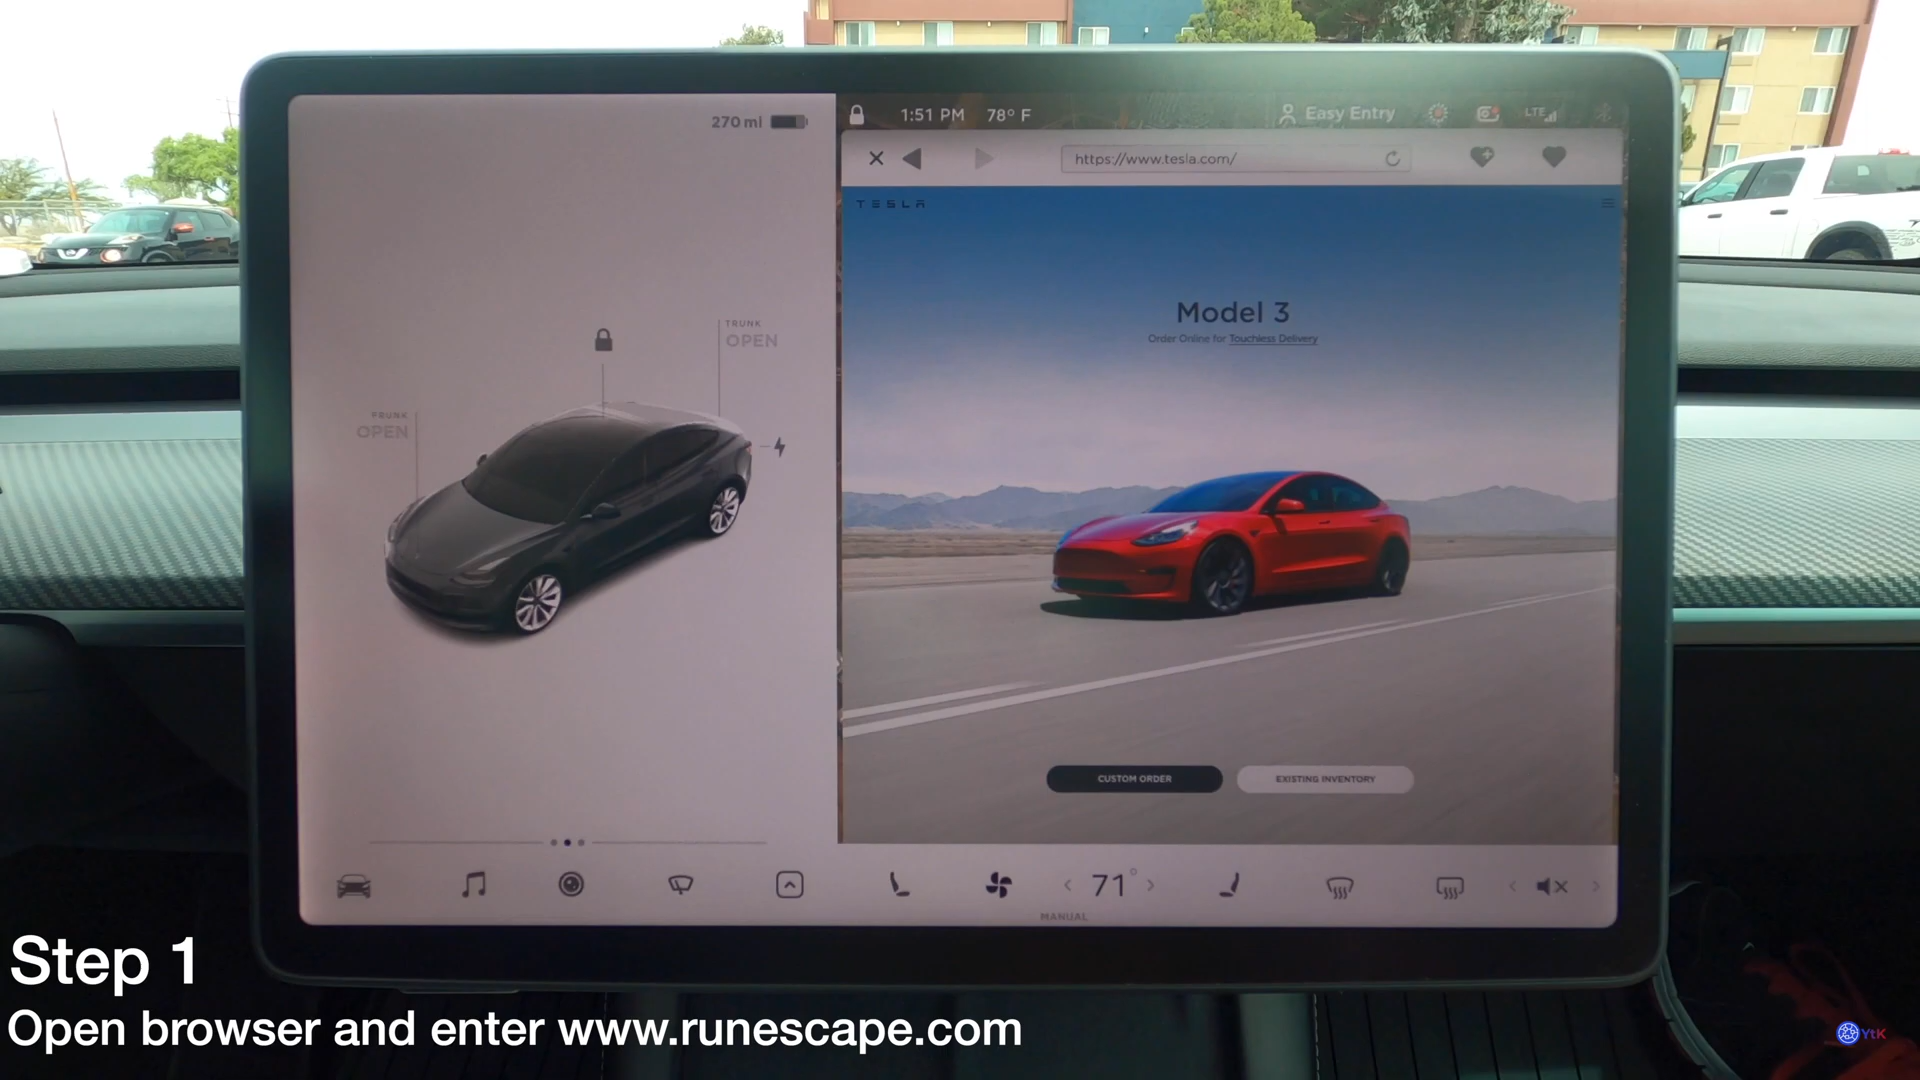 270 mi
1:51 PM 78° F
Easy Entry
LTE
https://www.tesla.com/
TESLA
Model 3
Order Online for Touchless Delivery
TRUNK
OPEN
FRUNK
OPEN
CUSTOM ORDER
EXISTING INVENTORY
71°
MANUAL
Step 1
Open browser and enter www.runescape.com
YtK